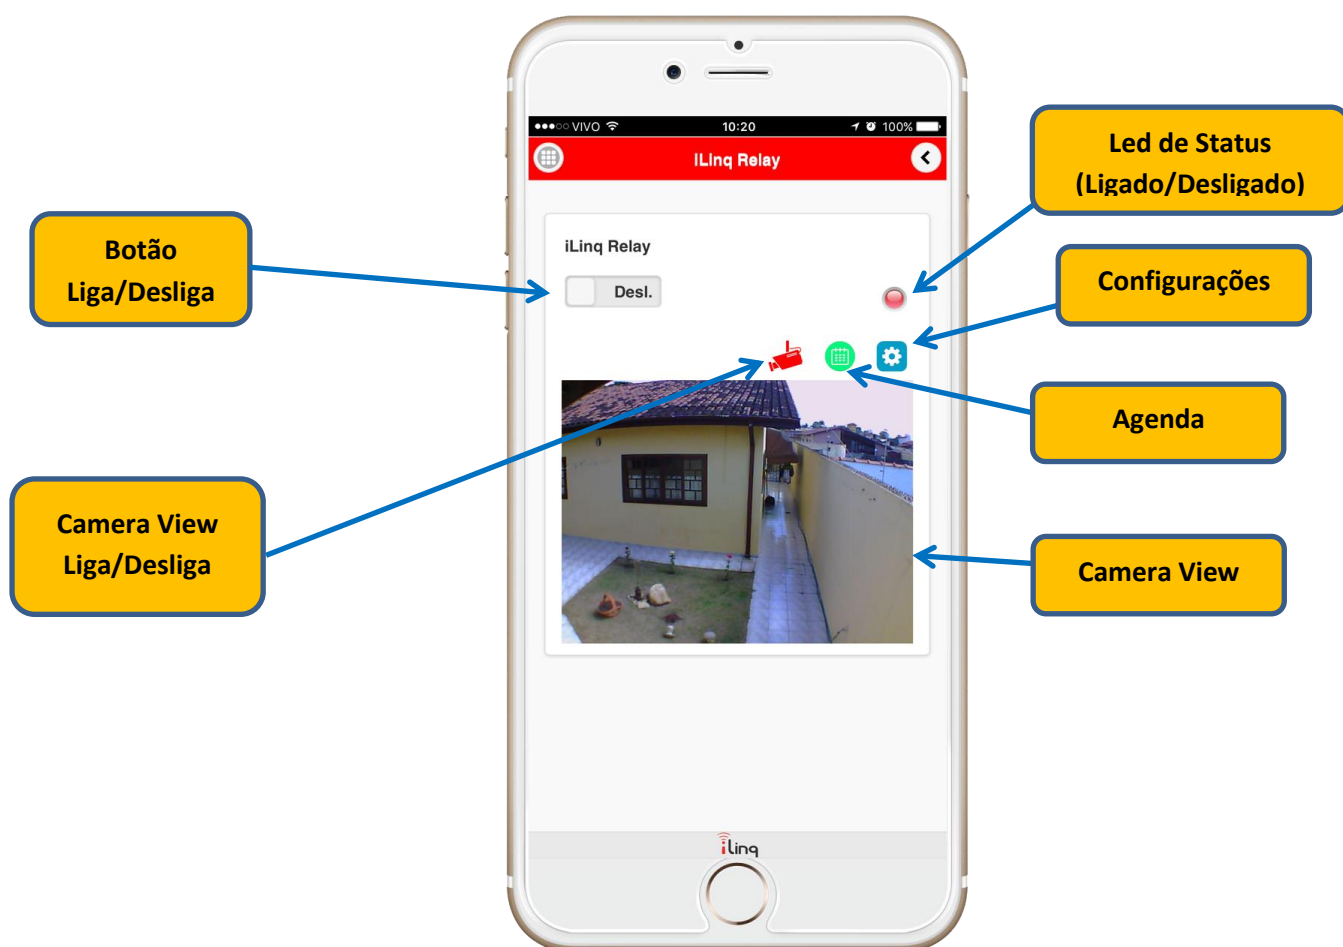 VIVO 10:20 100%
iLinq Relay
iLinq Relay
Desl.
Led de Status
(Ligado/Desligado)
Botão
Liga/Desliga
Configurações
Agenda
Camera View
Liga/Desliga
Camera View
ilinq